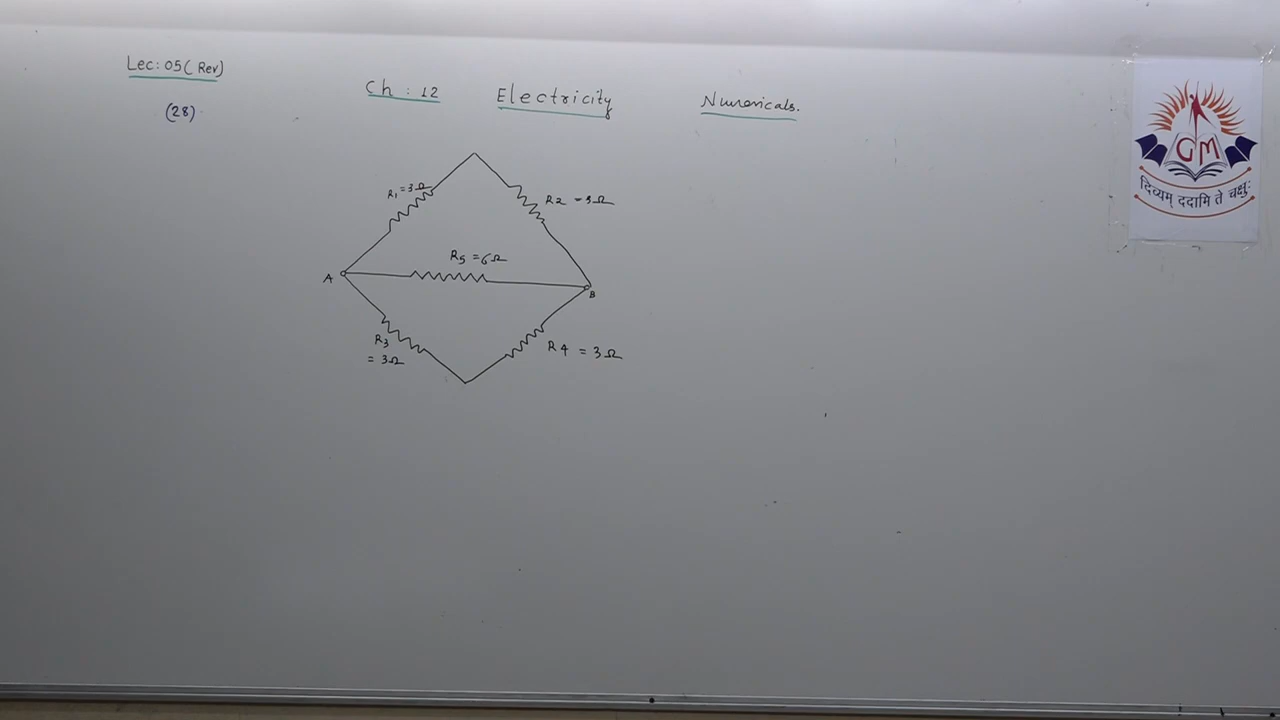 Lec: 05 ( Rev)
(28)
Ch : 12 Electricity Numericals.
R1 = 3Ω
R2 = 3Ω
R5 = 6Ω
A
B
R3
= 3Ω
R4 = 3Ω
GM
दिव्यम् ददामि ते चक्षुः